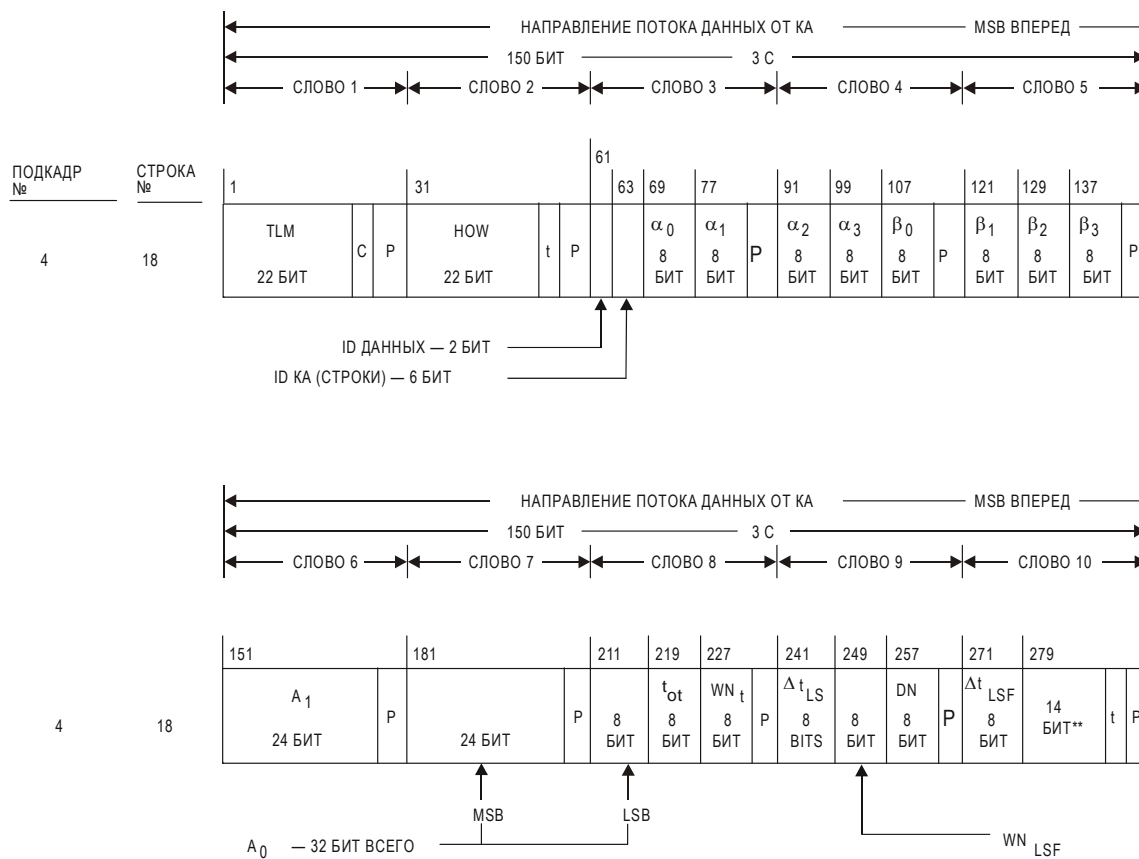 НАПРАВЛЕНИЕ ПОТОКА ДАННЫХ ОТ КА MSB ВПЕРЕД
150 БИТ 3 С
СЛОВО 1 СЛОВО 2 СЛОВО 3 СЛОВО 4 СЛОВО 5
ПОДКАДР № СТРОКА №
1 31 61 63 69 77 91 99 107 121 129 137
4 18
TLM 22 БИТ C P HOW 22 БИТ t P α0 8 БИТ α1 8 БИТ P α2 8 БИТ α3 8 БИТ β0 8 БИТ P β1 8 БИТ β2 8 БИТ β3 8 БИТ P
ID ДАННЫХ — 2 БИТ
ID КА (СТРОКИ) — 6 БИТ
НАПРАВЛЕНИЕ ПОТОКА ДАННЫХ ОТ КА MSB ВПЕРЕД
150 БИТ 3 С
СЛОВО 6 СЛОВО 7 СЛОВО 8 СЛОВО 9 СЛОВО 10
151 181 211 219 227 241 249 257 271 279
4 18
A1 24 БИТ P 24 БИТ P 8 БИТ tot 8 БИТ WNt 8 БИТ P ΔtLS 8 BITS 8 БИТ DN 8 БИТ P ΔtLSF 8 БИТ 14 БИТ** t P
MSB LSB
A0 — 32 БИТ ВСЕГО WN LSF